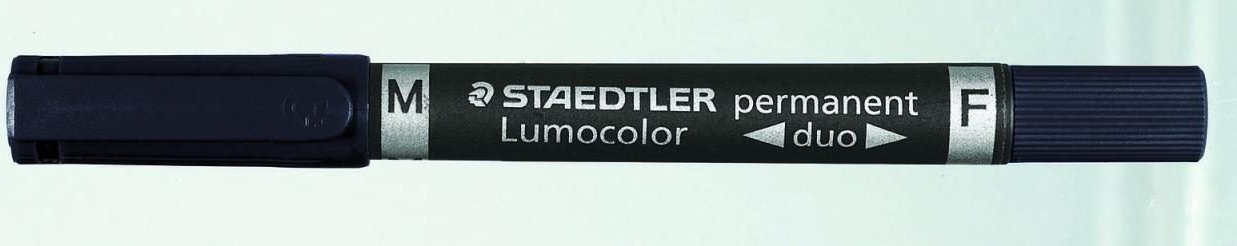 M
STAEDTLER permanent
Lumocolor duo
F